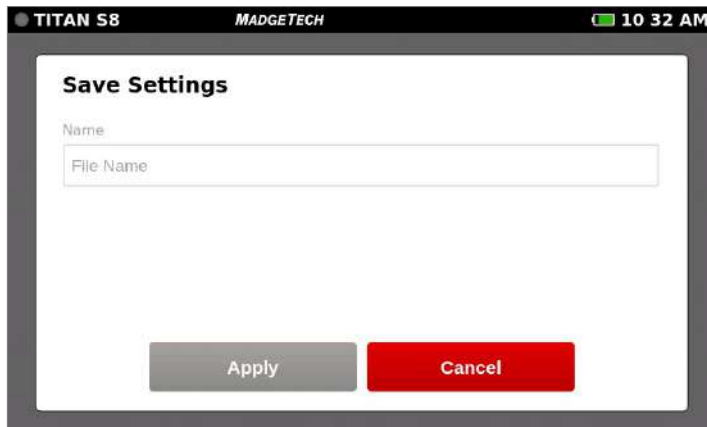 TITAN S8 MADGETECH 10 32 AM
Save Settings
Name
File Name
Apply Cancel